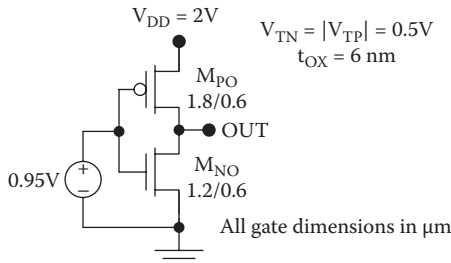 V_DD = 2V
V_TN = |V_TP| = 0.5V
t_OX = 6 nm
M_PO
1.8/0.6
OUT
M_NO
1.2/0.6
0.95V
+
−
All gate dimensions in μm